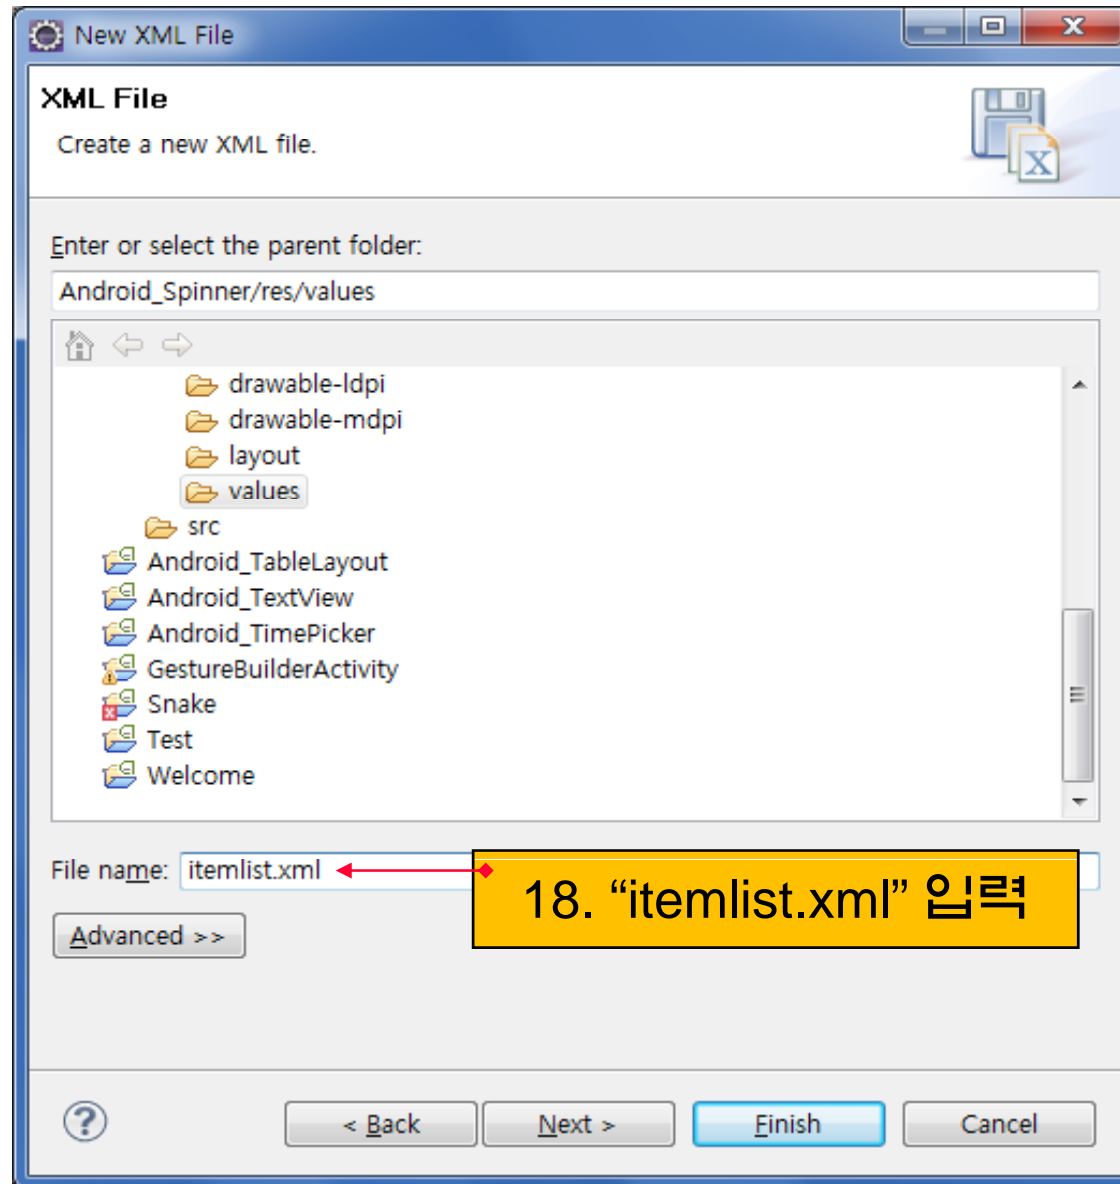 New XML File
XML File
Create a new XML file.
Enter or select the parent folder:
Android_Spinner/res/values
drawable-ldpi
drawable-mdpi
layout
values
src
Android_TableLayout
Android_TextView
Android_TimePicker
GestureBuilderActivity
Snake
Test
Welcome
File name: itemlist.xml
18. “itemlist.xml” 입력
Advanced >>
< Back Next > Finish Cancel